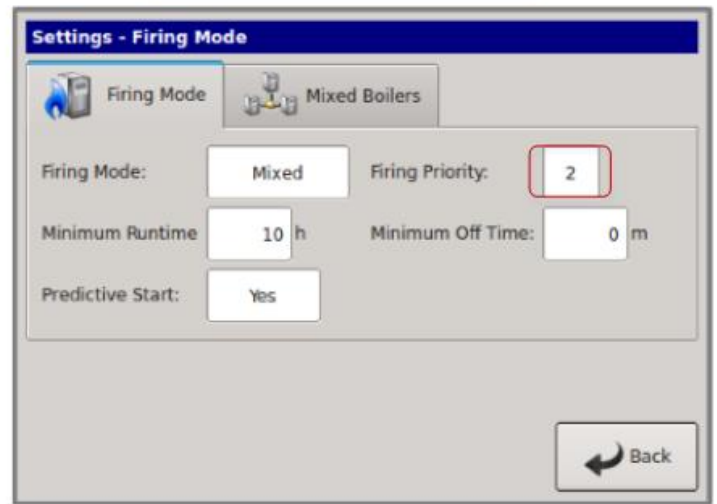 Settings - Firing Mode
Firing Mode
Mixed Boilers
Firing Mode: Mixed Firing Priority: 2
Minimum Runtime 10 h Minimum Off Time: 0 m
Predictive Start: Yes
Back